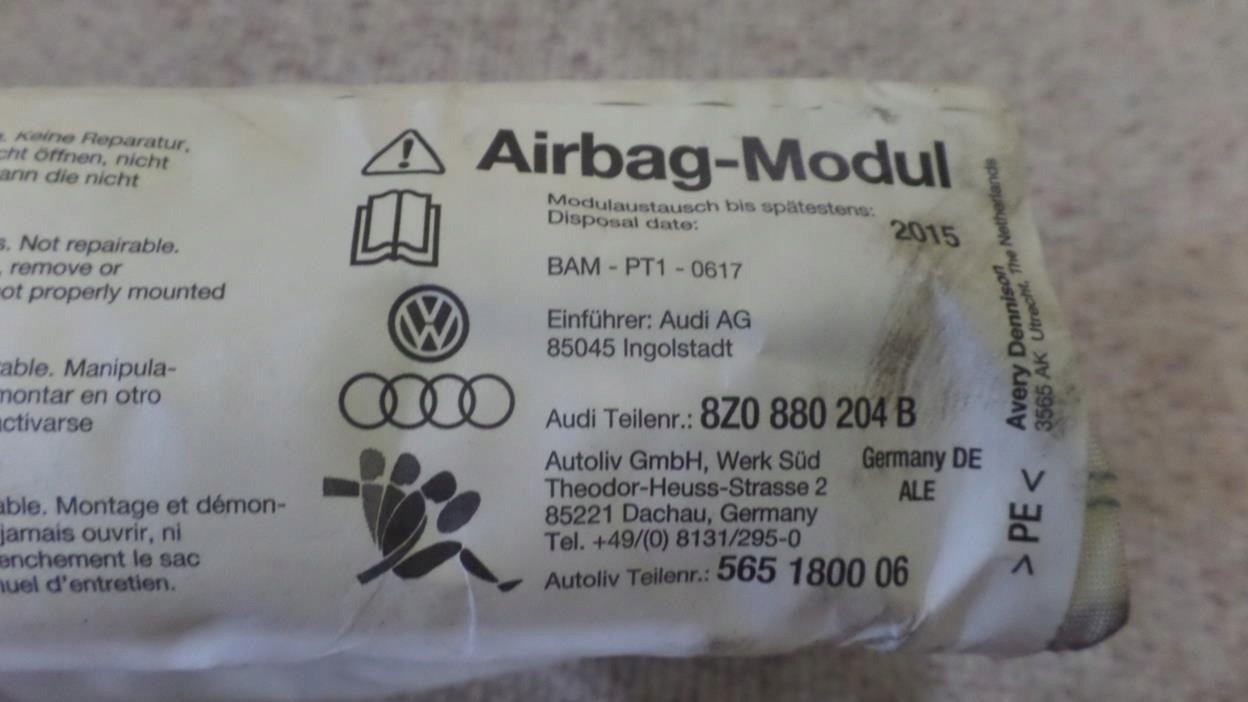 . Keine Reparatur,
cht öffnen, nicht
ann die nicht
s. Not repairable.
, remove or
ot properly mounted
able. Manipula-
montar en otro
activarse
able. Montage et démon-
jamais ouvrir, ni
enchement le sac
nuel d'entretien.
Airbag-Modul
Modulaustausch bis spätestens:
Disposal date:
2015
BAM - PT1 - 0617
Einführer: Audi AG
85045 Ingolstadt
Audi Teilenr.: 8Z0 880 204 B
Autoliv GmbH, Werk Süd
Theodor-Heuss-Strasse 2
85221 Dachau, Germany
Tel. +49/(0) 8131/295-0
Autoliv Teilenr.: 565 1800 06
Germany DE
ALE
Avery Dennison
3565 AK Utrecht, The Netherlands
> PE <